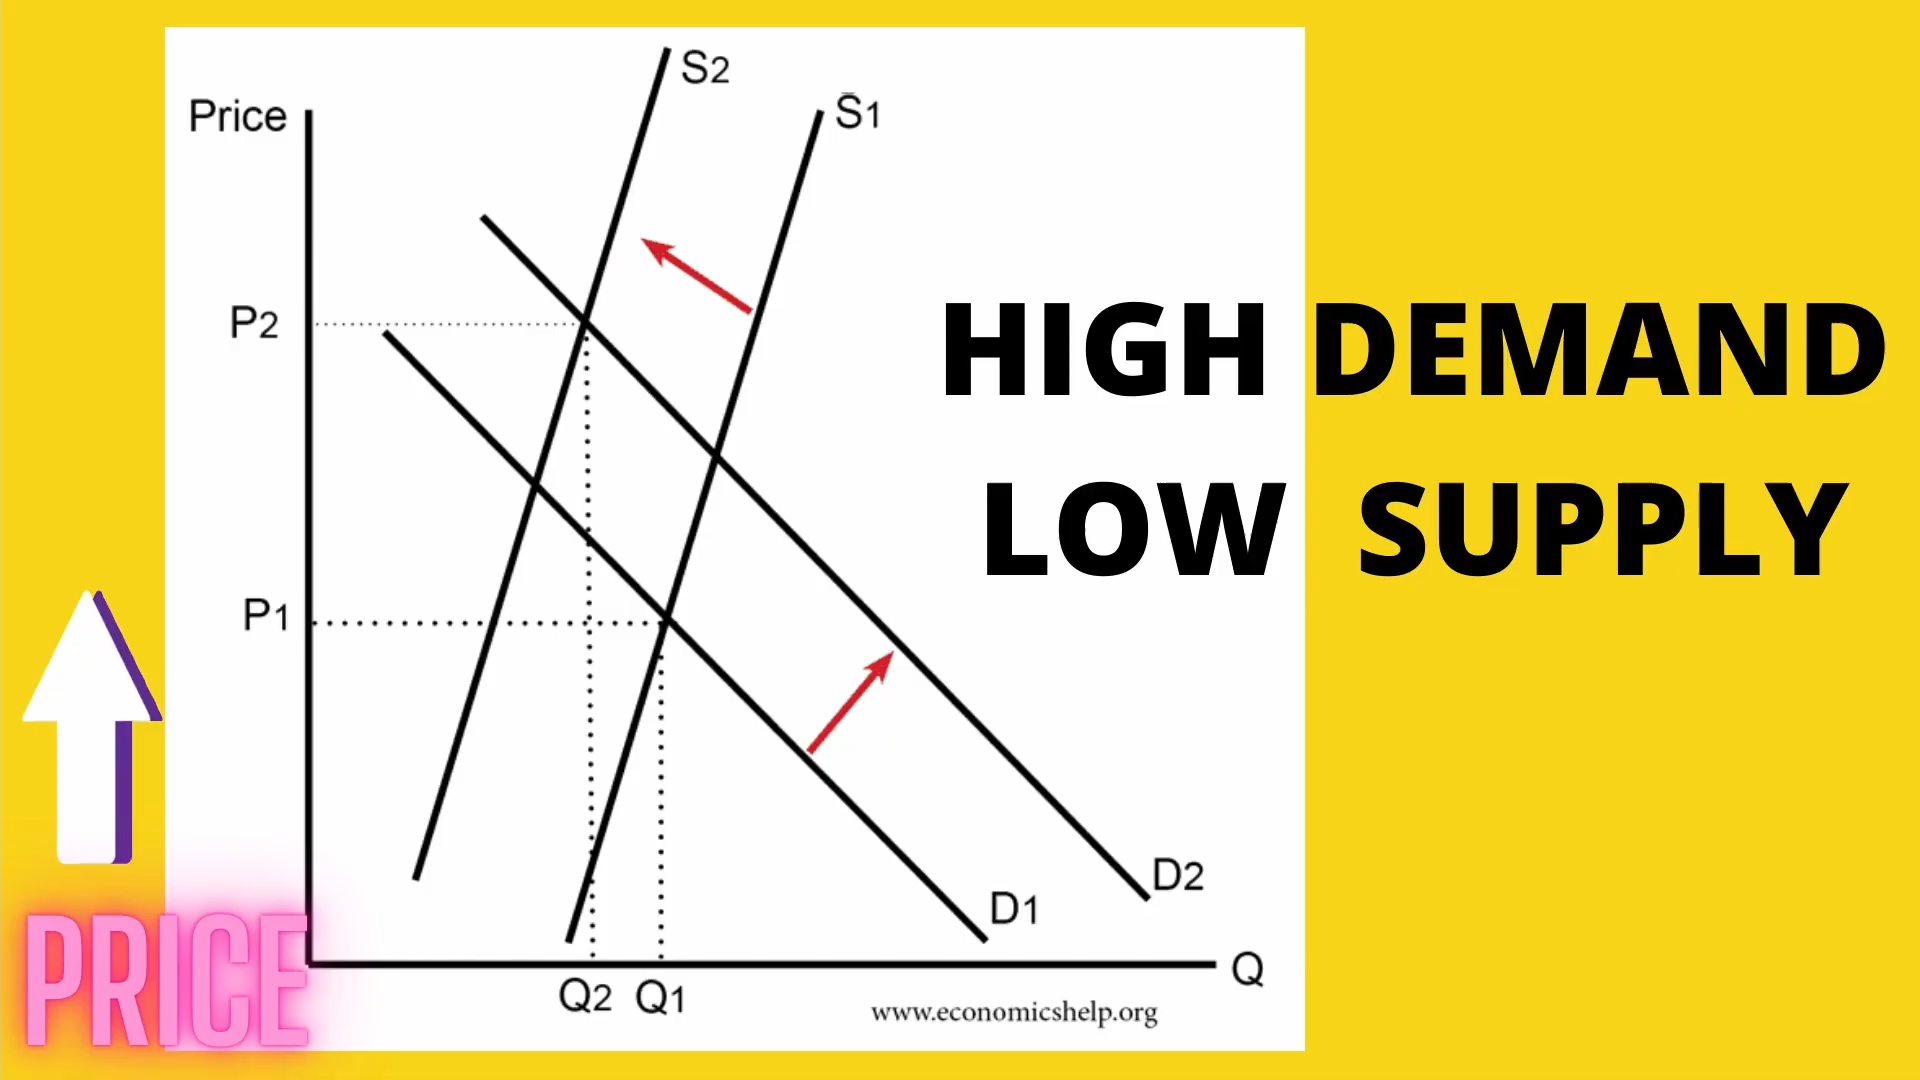 S2
S1
Price
P2
HIGH DEMAND
LOW SUPPLY
P1
D2
D1
PRICE
Q
Q2 Q1
www.economicshelp.org